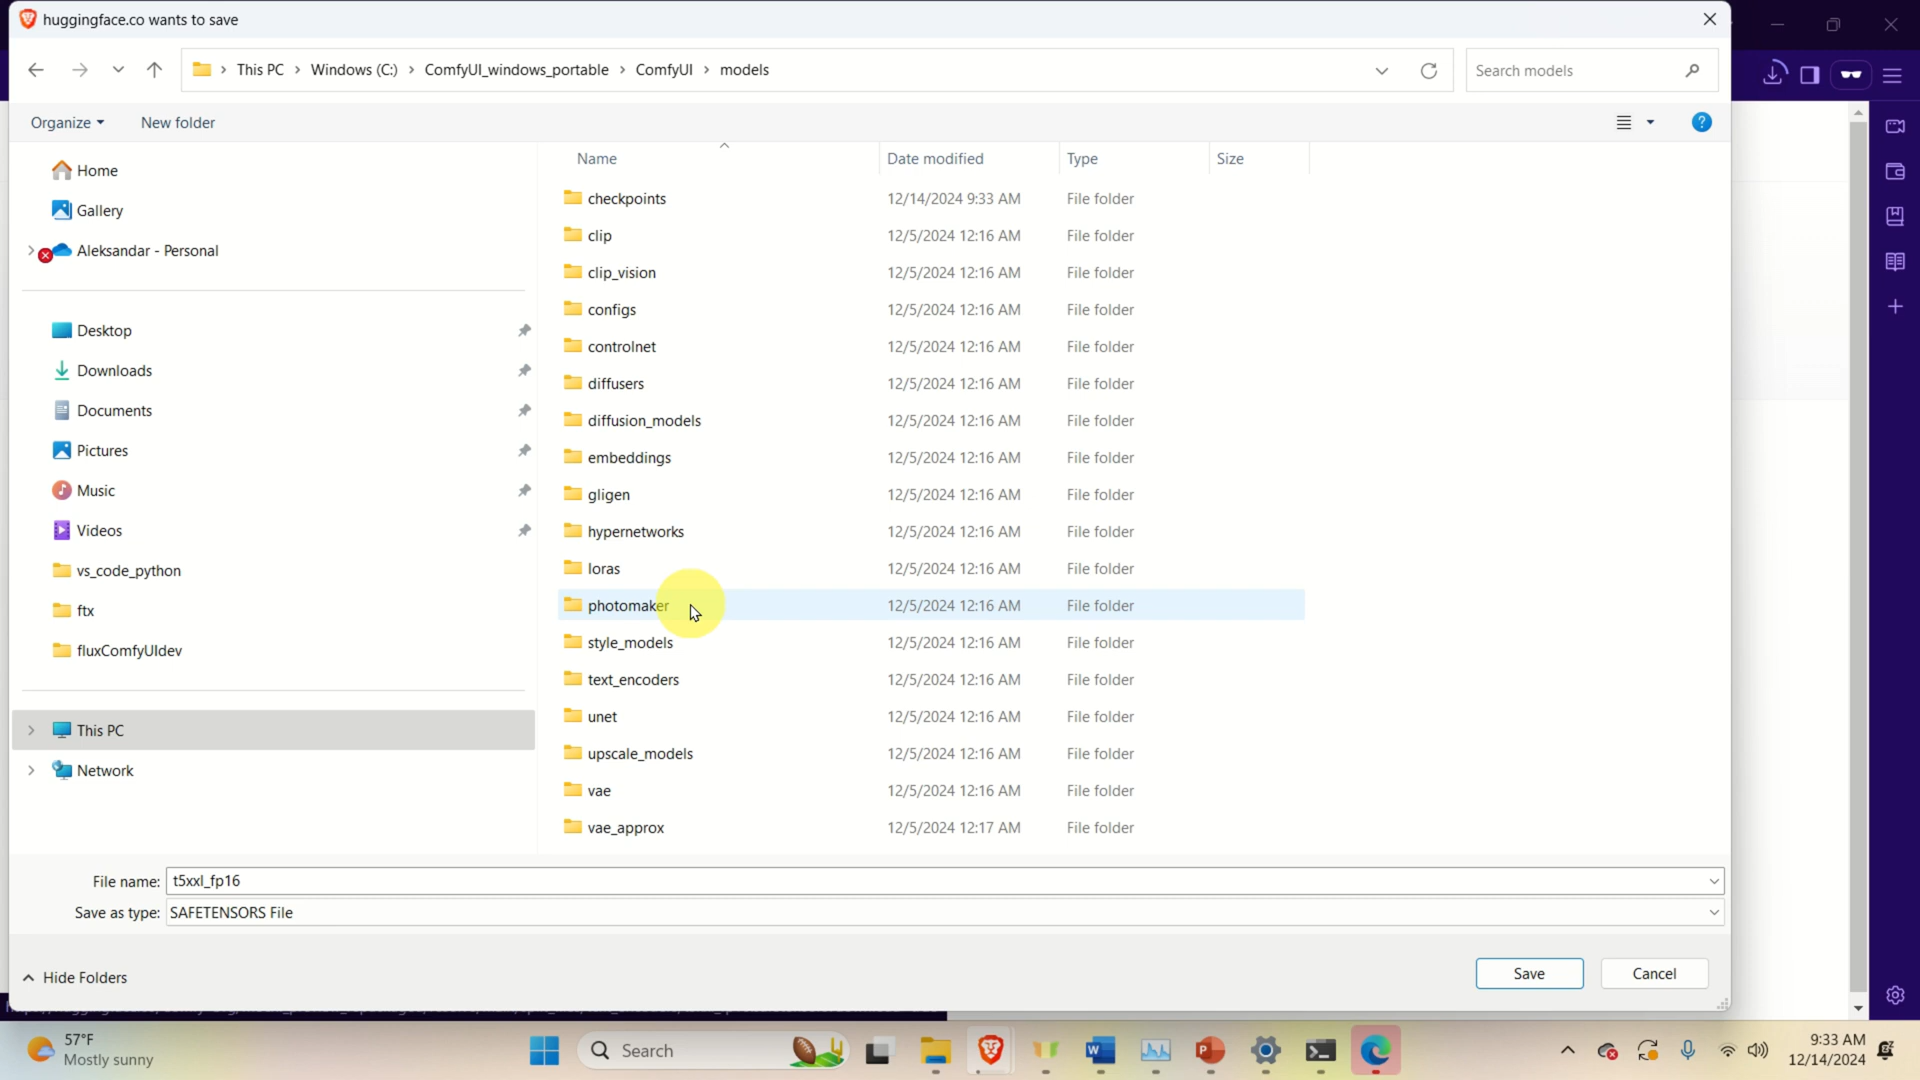 huggingface.co wants to save
This PC > Windows (C:) > ComfyUI_windows_portable > ComfyUI > models
Search models
Organize
New folder
Name
Date modified
Type
Size
Home
Gallery
Aleksandar - Personal
Desktop
Downloads
Documents
Pictures
Music
Videos
vs_code_python
ftx
fluxComfyUIdev
This PC
Network
checkpoints 12/14/2024 9:33 AM File folder
clip 12/5/2024 12:16 AM File folder
clip_vision 12/5/2024 12:16 AM File folder
configs 12/5/2024 12:16 AM File folder
controlnet 12/5/2024 12:16 AM File folder
diffusers 12/5/2024 12:16 AM File folder
diffusion_models 12/5/2024 12:16 AM File folder
embeddings 12/5/2024 12:16 AM File folder
gligen 12/5/2024 12:16 AM File folder
hypernetworks 12/5/2024 12:16 AM File folder
loras 12/5/2024 12:16 AM File folder
photomaker 12/5/2024 12:16 AM File folder
style_models 12/5/2024 12:16 AM File folder
text_encoders 12/5/2024 12:16 AM File folder
unet 12/5/2024 12:16 AM File folder
upscale_models 12/5/2024 12:16 AM File folder
vae 12/5/2024 12:16 AM File folder
vae_approx 12/5/2024 12:17 AM File folder
File name: t5xxl_fp16
Save as type: SAFETENSORS File
Hide Folders
Save
Cancel
57°F
Mostly sunny
Search
9:33 AM
12/14/2024